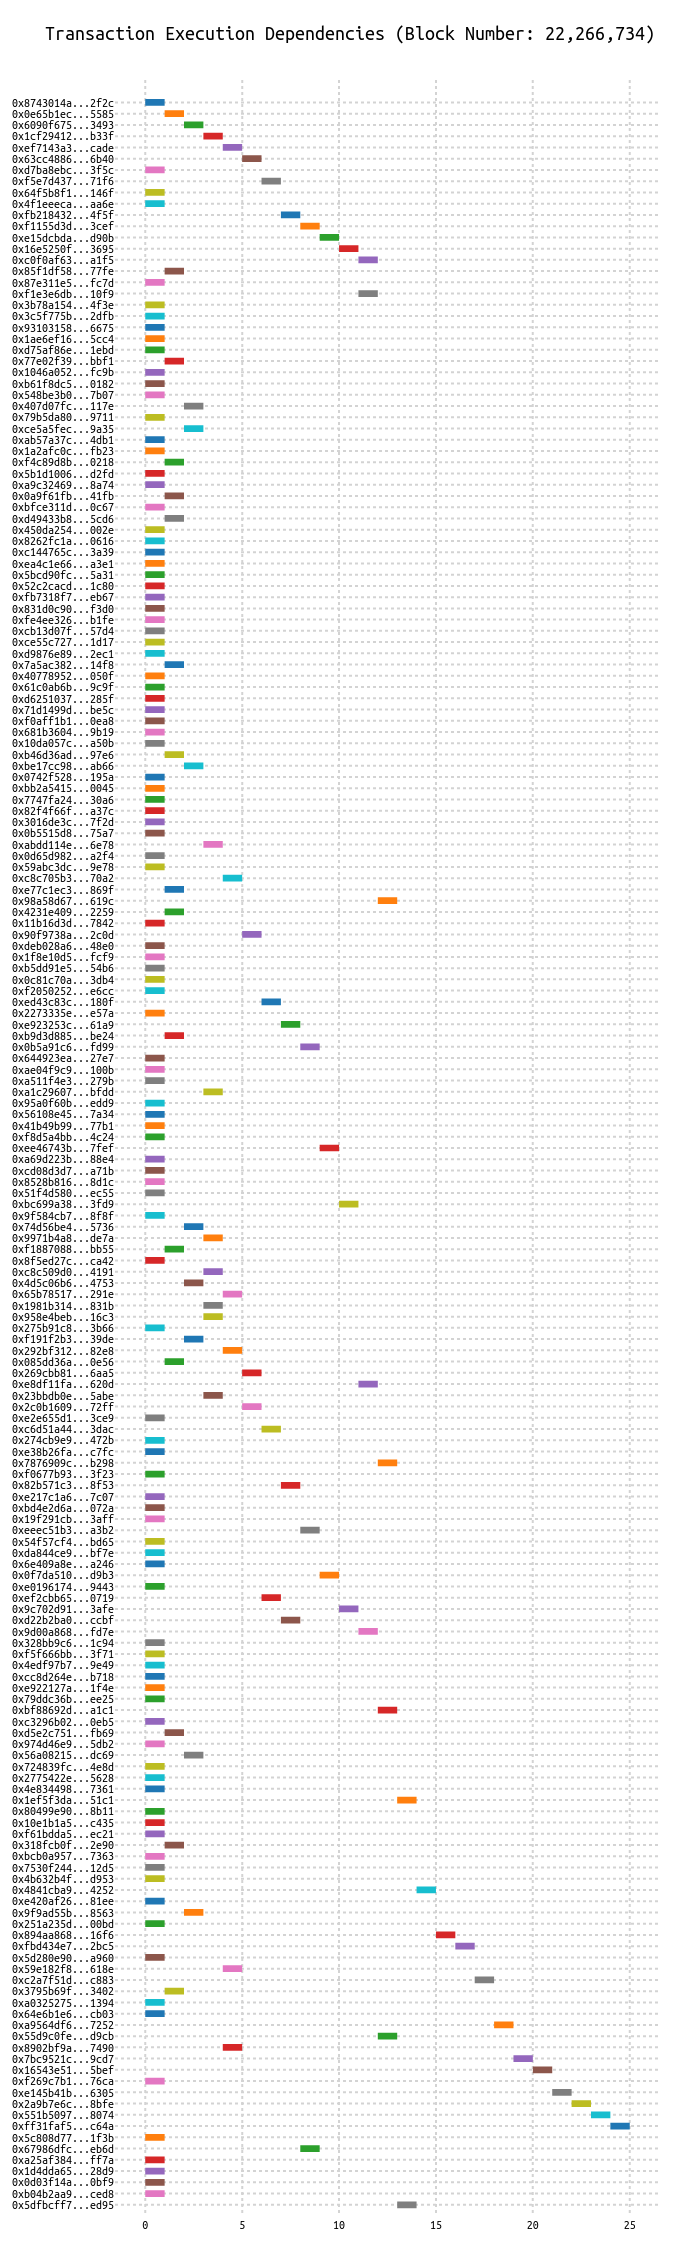 Transaction Execution Dependencies (Block Number: 22,266,734)
0x8743014a...2f2c
0x0e65b1ec...5585
0x6090f675...3493
0x1cf29412...b33f
0xef7143a3...cade
0x63cc4886...6b40
0xd7ba8ebc...3f5c
0xf5e7d437...71f6
0x64f5b8f1...146f
0x4f1eeeca...aa6e
0xfb218432...4f5f
0xf1155d3d...3cef
0xe15dcbda...d90b
0x16e5250f...3695
0xc0f0af63...a1f5
0x85f1df58...77fe
0x87e311e5...fc7d
0xf1e3e6db...10f9
0x3b78a154...4f3e
0x3c5f775b...2dfb
0x93103158...6675
0x1ae6ef16...5cc4
0xd75af86e...1ebd
0x77e02f39...bbf1
0x1046a052...fc9b
0xb61f8dc5...0182
0x548be3b0...7b07
0x407d07fc...117e
0x79b5da80...9711
0xce5a5fec...9a35
0xab57a37c...4db1
0x1a2afc0c...fb23
0xf4c89d8b...0218
0x5b1d1006...d2fd
0xa9c32469...8a74
0x0a9f61fb...41fb
0xbfce311d...0c67
0xd49433b8...5cd6
0x450da254...002e
0x8262fc1a...0616
0xc144765c...3a39
0xea4c1e66...a3e1
0x5bcd90fc...5a31
0x52c2cacd...1c80
0xfb7318f7...eb67
0x831d0c90...f3d0
0xfe4ee326...b1fe
0xcb13d07f...57d4
0xce55c727...1d17
0xd9876e89...2ec1
0x7a5ac382...14f8
0x40778952...050f
0x61c0ab6b...9c9f
0xd6251037...285f
0x71d1499d...be5c
0xf0aff1b1...0ea8
0x681b3604...9b19
0x10da057c...a50b
0xb46d36ad...97e6
0xbe17cc98...ab66
0x0742f528...195a
0xbb2a5415...0045
0x7747fa24...30a6
0x82f4f66f...a37c
0x3016de3c...7f2d
0x0b5515d8...75a7
0xabdd114e...6e78
0x0d65d982...a2f4
0x59abc3dc...9e78
0xc8c705b3...70a2
0xe77c1ec3...869f
0x98a58d67...619c
0x4231e409...2259
0x11b16d3d...7842
0x90f9738a...2c0d
0xdeb028a6...48e0
0x1f8e10d5...fcf9
0xb5dd91e5...54b6
0x0c81c70a...3db4
0xf2050252...e6cc
0xed43c83c...180f
0x2273335e...e57a
0xe923253c...61a9
0xb9d3d885...be24
0x0b5a91c6...fd99
0x644923ea...27e7
0xae04f9c9...100b
0xa511f4e3...279b
0xa1c29607...bfdd
0x95a0f60b...edd9
0x56108e45...7a34
0x41b49b99...77b1
0xf8d5a4bb...4c24
0xee46743b...7fef
0xa69d223b...88e4
0xcd08d3d7...a71b
0x8528b816...8d1c
0x51f4d580...ec55
0xbc699a38...3fd9
0x9f584cb7...8f8f
0x74d56be4...5736
0x9971b4a8...de7a
0xf1887088...bb55
0x8f5ed27c...ca42
0xc8c509d0...4191
0x4d5c06b6...4753
0x65b78517...291e
0x1981b314...831b
0x958e4beb...16c3
0x275b91c8...3b66
0xf191f2b3...39de
0x292bf312...82e8
0x085dd36a...0e56
0x269cbb81...6aa5
0xe8df11fa...620d
0x23bbdb0e...5abe
0x2c0b1609...72ff
0xe2e655d1...3ce9
0xc6d51a44...3dac
0x274cb9e9...472b
0xe38b26fa...c7fc
0x7876909c...b298
0xf0677b93...3f23
0x82b571c3...8f53
0xe217c1a6...7c07
0xbd4e2d6a...072a
0x19f291cb...3aff
0xeeec51b3...a3b2
0x54f57cf4...bd65
0xda844ce9...bf7e
0x6e409a8e...a246
0x0f7da510...d9b3
0xe0196174...9443
0xef2cbb65...0719
0x9c702d91...3afe
0xd22b2ba0...ccbf
0x9d00a868...fd7e
0x328bb9c6...1c94
0xf5f666bb...3f71
0x4edf97b7...9e49
0xcc8d264e...b718
0xe922127a...1f4e
0x79ddc36b...ee25
0xbf88692d...a1c1
0xc3296b02...0eb5
0xd5e2c751...fb69
0x974d46e9...5db2
0x56a08215...dc69
0x724839fc...4e8d
0x2775422e...5628
0x4e834498...7361
0x1ef5f3da...51c1
0x80499e90...8b11
0x10e1b1a5...c435
0xf61bdda5...ec21
0x318fcb0f...2e90
0xbcb0a957...7363
0x7530f244...12d5
0x4b632b4f...d953
0x4841cba9...4252
0xe420af26...81ee
0x9f9ad55b...8563
0x251a235d...00bd
0x894aa868...16f6
0xfbd434e7...2bc5
0x5d280e90...a960
0x59e182f8...618e
0xc2a7f51d...c883
0x3795b69f...3402
0xa0325275...1394
0x64e6b1e6...cb03
0xa9564df6...7252
0x55d9c0fe...d9cb
0x8902bf9a...7490
0x7bc9521c...9cd7
0x16543e51...5bef
0xf269c7b1...76ca
0xe145b41b...6305
0x2a9b7e6c...8bfe
0x551b5097...8074
0xff31faf5...c64a
0x5c808d77...1f3b
0x67986dfc...eb6d
0xa25af384...ff7a
0x1d4dda65...28d9
0x0d03f14a...0bf9
0xb04b2aa9...ced8
0x5dfbcff7...ed95
0 5 10 15 20 25